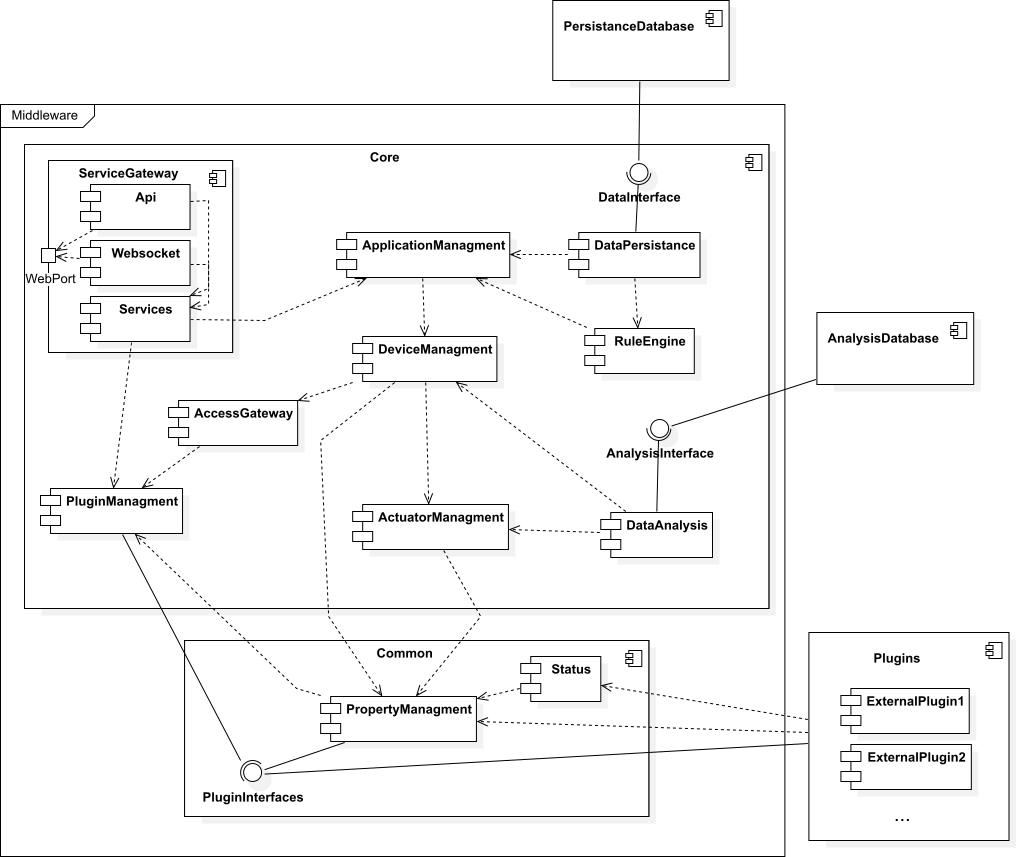 PersistanceDatabase
Middleware
Core
ServiceGateway
Api
DataInterface
ApplicationManagment
DataPersistance
Websocket
WebPort
Services
DeviceManagment
RuleEngine
AnalysisDatabase
AccessGateway
AnalysisInterface
PluginManagment
ActuatorManagment
DataAnalysis
Common
Plugins
Status
PropertyManagment
ExternalPlugin1
ExternalPlugin2
PluginInterfaces
...